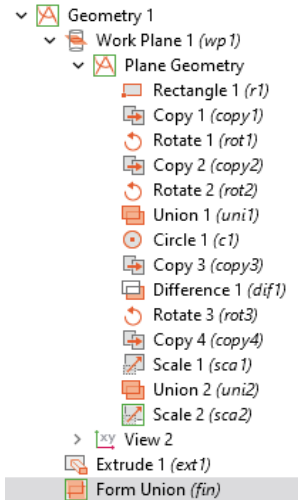 Geometry 1
Work Plane 1 (wp1)
Plane Geometry
Rectangle 1 (r1)
Copy 1 (copy1)
Rotate 1 (rot1)
Copy 2 (copy2)
Rotate 2 (rot2)
Union 1 (uni1)
Circle 1 (c1)
Copy 3 (copy3)
Difference 1 (dif1)
Rotate 3 (rot3)
Copy 4 (copy4)
Scale 1 (sca1)
Union 2 (uni2)
Scale 2 (sca2)
xy View 2
Extrude 1 (ext1)
Form Union (fin)